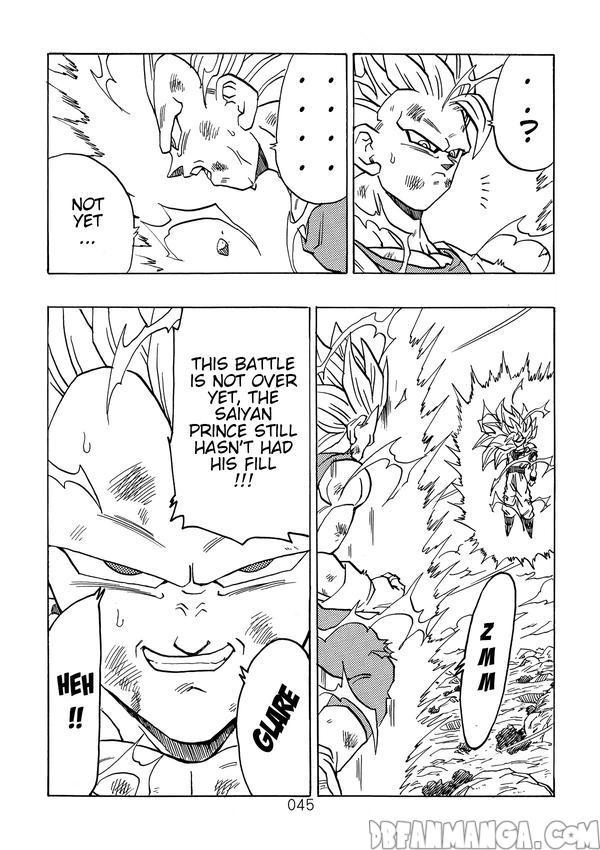 . . ?
. . . .
. . . .
NOT
YET
...
ZMM
THIS BATTLE
IS NOT OVER
YET, THE
SAIYAN
PRINCE STILL
HASN'T HAD
HIS FILL
!!!
GLARE
HEH
!!
045
DBFANMANGA.COM